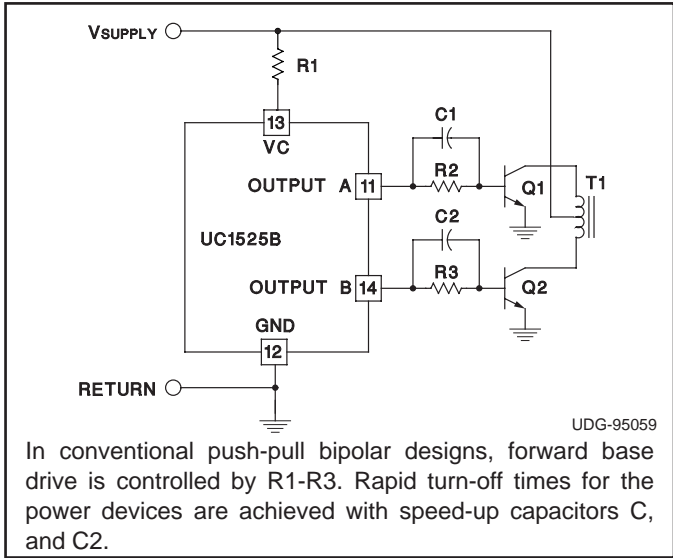 VSUPPLY
R1
13
VC
C1
OUTPUT A 11
R2
Q1
T1
UC1525B
C2
OUTPUT B 14
R3
Q2
GND
12
RETURN
UDG-95059
In conventional push-pull bipolar designs, forward base
drive is controlled by R1-R3. Rapid turn-off times for the
power devices are achieved with speed-up capacitors C,
and C2.